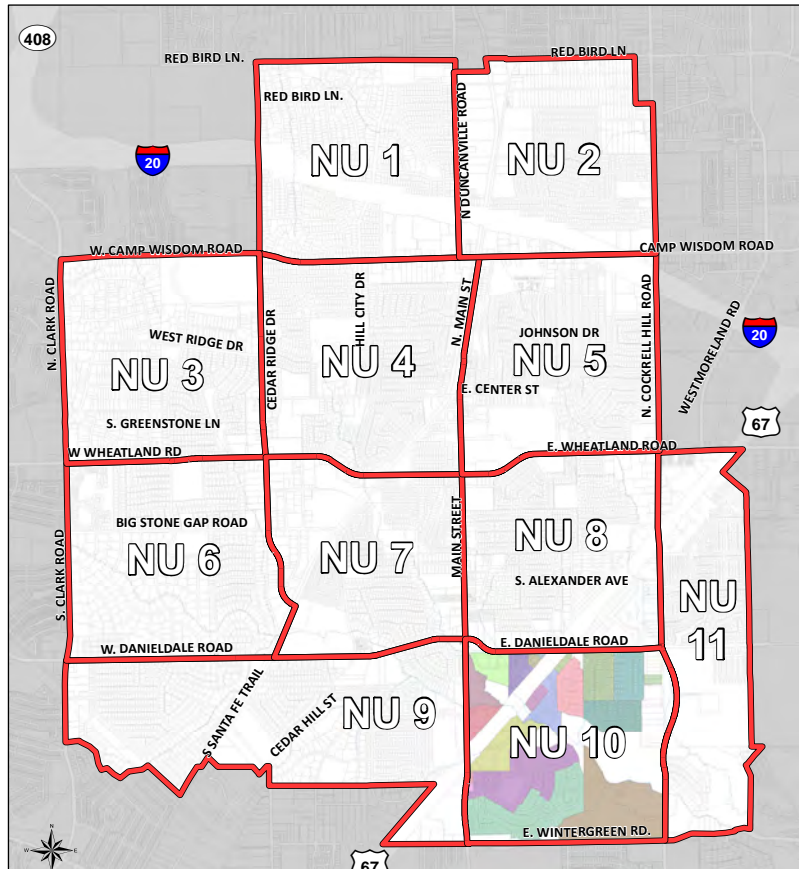 408
RED BIRD LN.
RED BIRD LN
RED BIRD LN.
N DUNCANVILLE ROAD
NU 1
NU 2
20
W. CAMP WISDOM ROAD
CAMP WISDOM ROAD
N. CLARK ROAD
CEDAR RIDGE DR
HILL CITY DR
N. MAIN ST
N. COCKRELL HILL ROAD
WESTMORELAND RD
20
WEST RIDGE DR
JOHNSON DR
NU 3
NU 4
NU 5
E. CENTER ST
S. GREENSTONE LN
67
W WHEATLAND RD
E. WHEATLAND ROAD
S. CLARK ROAD
BIG STONE GAP ROAD
MAIN STREET
NU 6
NU 7
NU 8
S. ALEXANDER AVE
NU
11
W. DANIELDALE ROAD
E. DANIELDALE ROAD
S SANTA FE TRAIL
CEDAR HILL ST
NU 9
NU 10
E. WINTERGREEN RD.
N
W
E
S
67